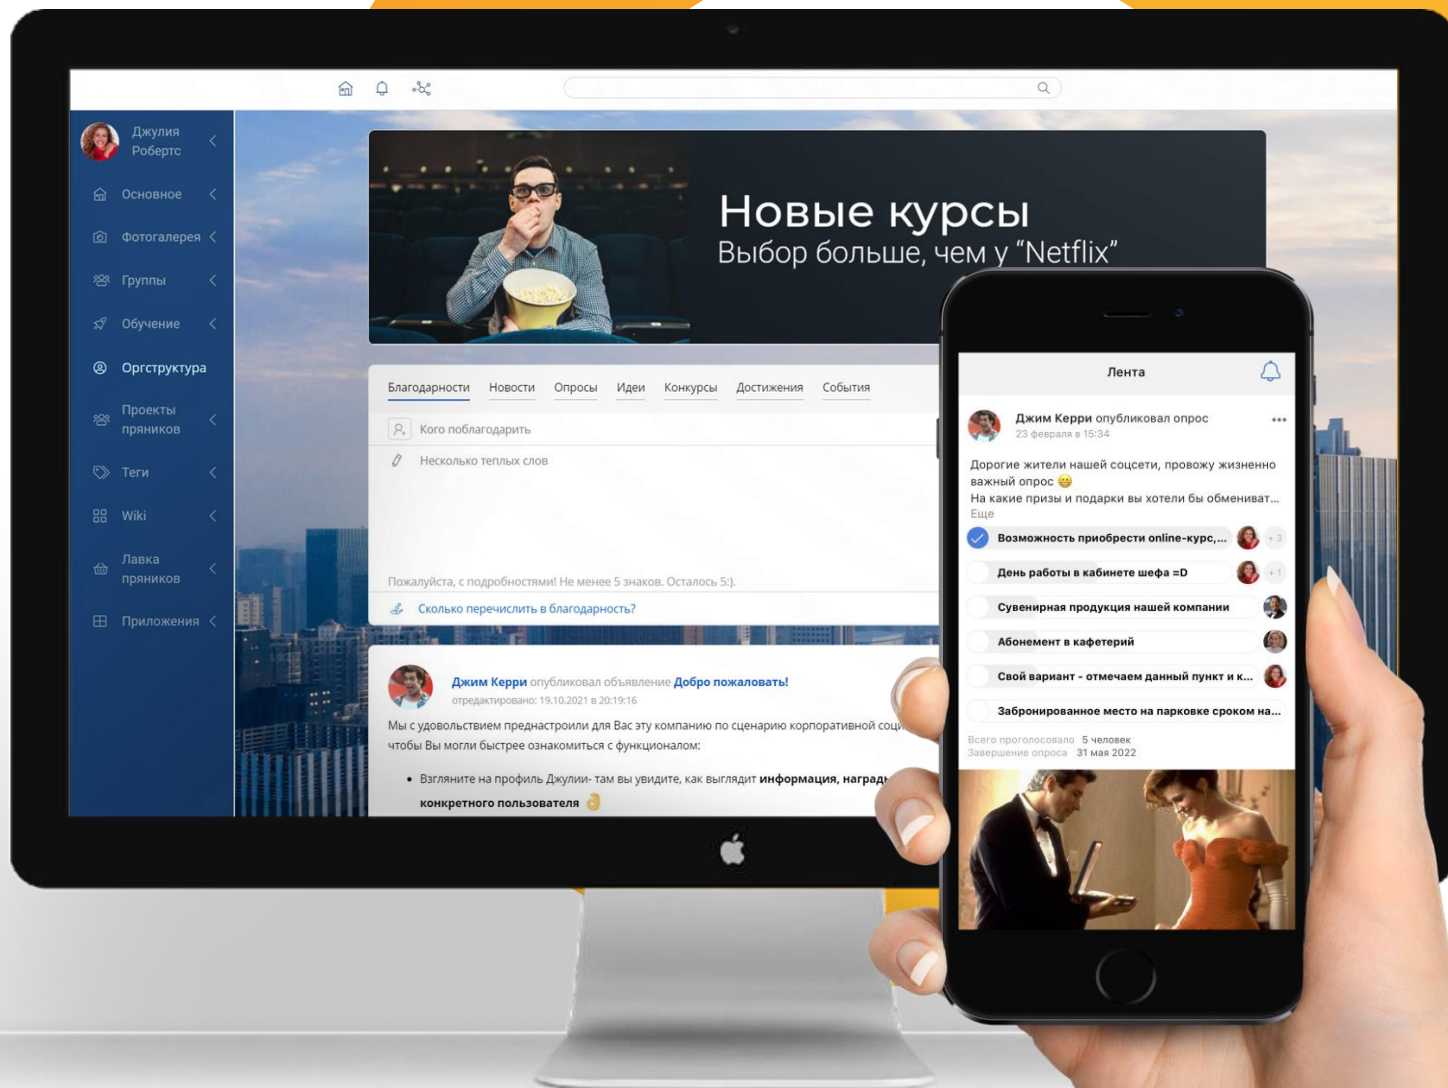 Джулия
Робертс
Основное
Фотогалерея
Группы
Обучение
Оргструктура
Проекты
пряников
Теги
Wiki
Лавка
пряников
Приложения
Новые курсы
Выбор больше, чем у “Netflix”
Благодарности Новости Опросы Идеи Конкурсы Достижения События
Кого поблагодарить
Несколько теплых слов
Пожалуйста, с подробностями! Не менее 5 знаков. Осталось 5:).
Сколько перечислить в благодарность?
Джим Керри опубликовал объявление Добро пожаловать!
отредактировано: 19.10.2021 в 20:19:16
Мы с удовольствием преднастроили для Вас эту компанию по сценарию корпоративной соци
чтобы Вы могли быстрее ознакомиться с функционалом:
• Взгляните на профиль Джулии- там вы увидите, как выглядит информация, награды
конкретного пользователя 👌
Лента
Джим Керри опубликовал опрос
23 февраля в 15:34
Дорогие жители нашей соцсети, провожу жизненно
важный опрос 😁
На какие призы и подарки вы хотели бы обмениват...
Еще
Возможность приобрести online-курс,... + 3
День работы в кабинете шефа =D + 1
Сувенирная продукция нашей компании
Абонемент в кафетерий
Свой вариант - отмечаем данный пункт и к...
Забронированное место на парковке сроком на...
Всего проголосовало 5 человек
Завершение опроса 31 мая 2022